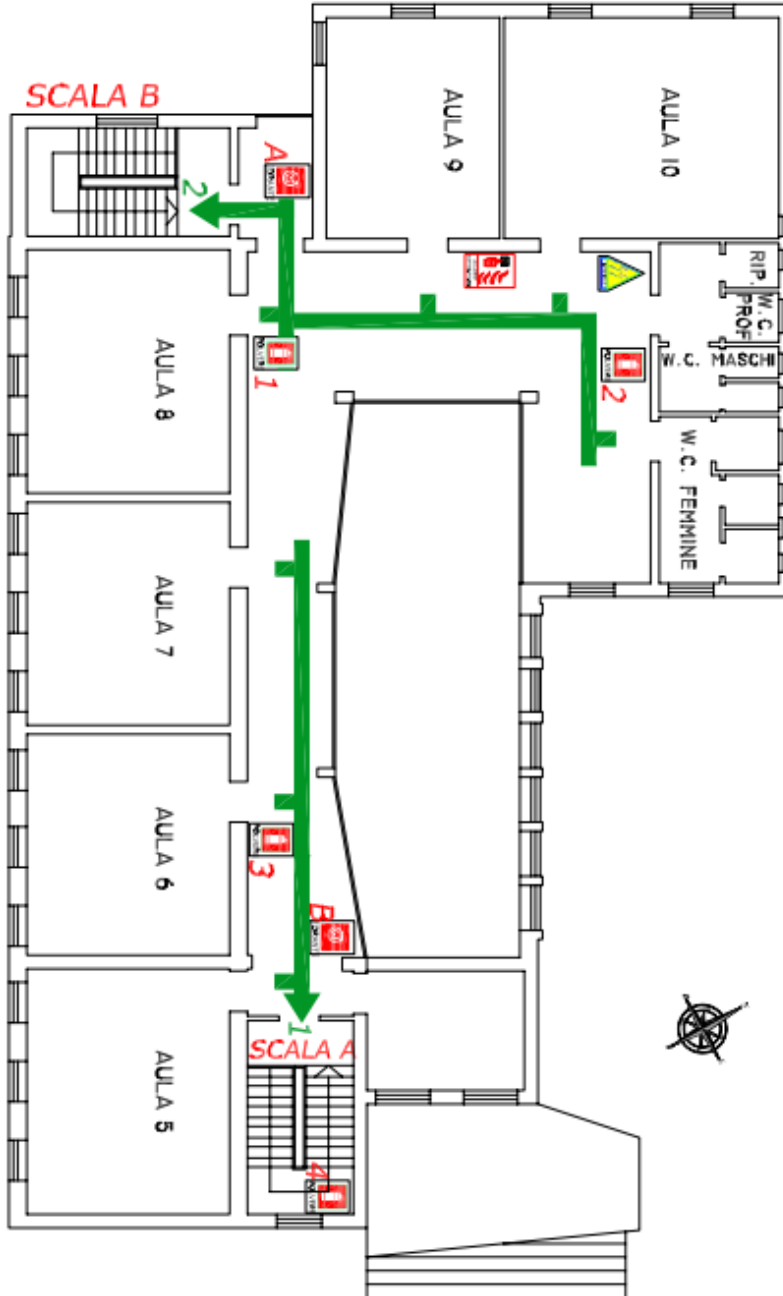 SCALA B
AULA 9
AULA 10
A
2
RIP.
W.C.
PROF
W.C. MASCHI
1
2
AULA 8
W.C. FEMMINE
AULA 7
AULA 6
3
B
1
SCALA A
AULA 5
4